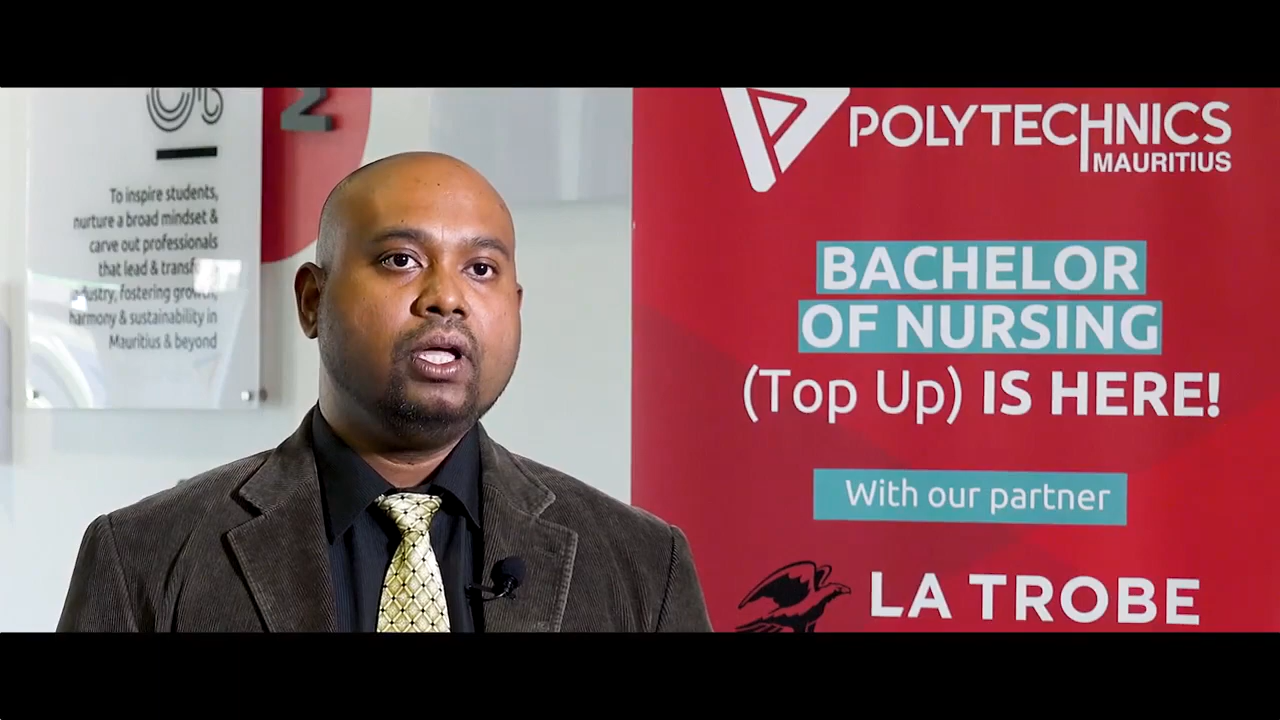 To inspire students,
nurture a broad mindset &
carve out professionals
that lead &
fostering
harmony & sustainability in
Mauritius & beyond
POLYTECHNICS
MAURITIUS
BACHELOR
OF NURSING
(Top Up) IS HERE!
With our partner
LA TROBE